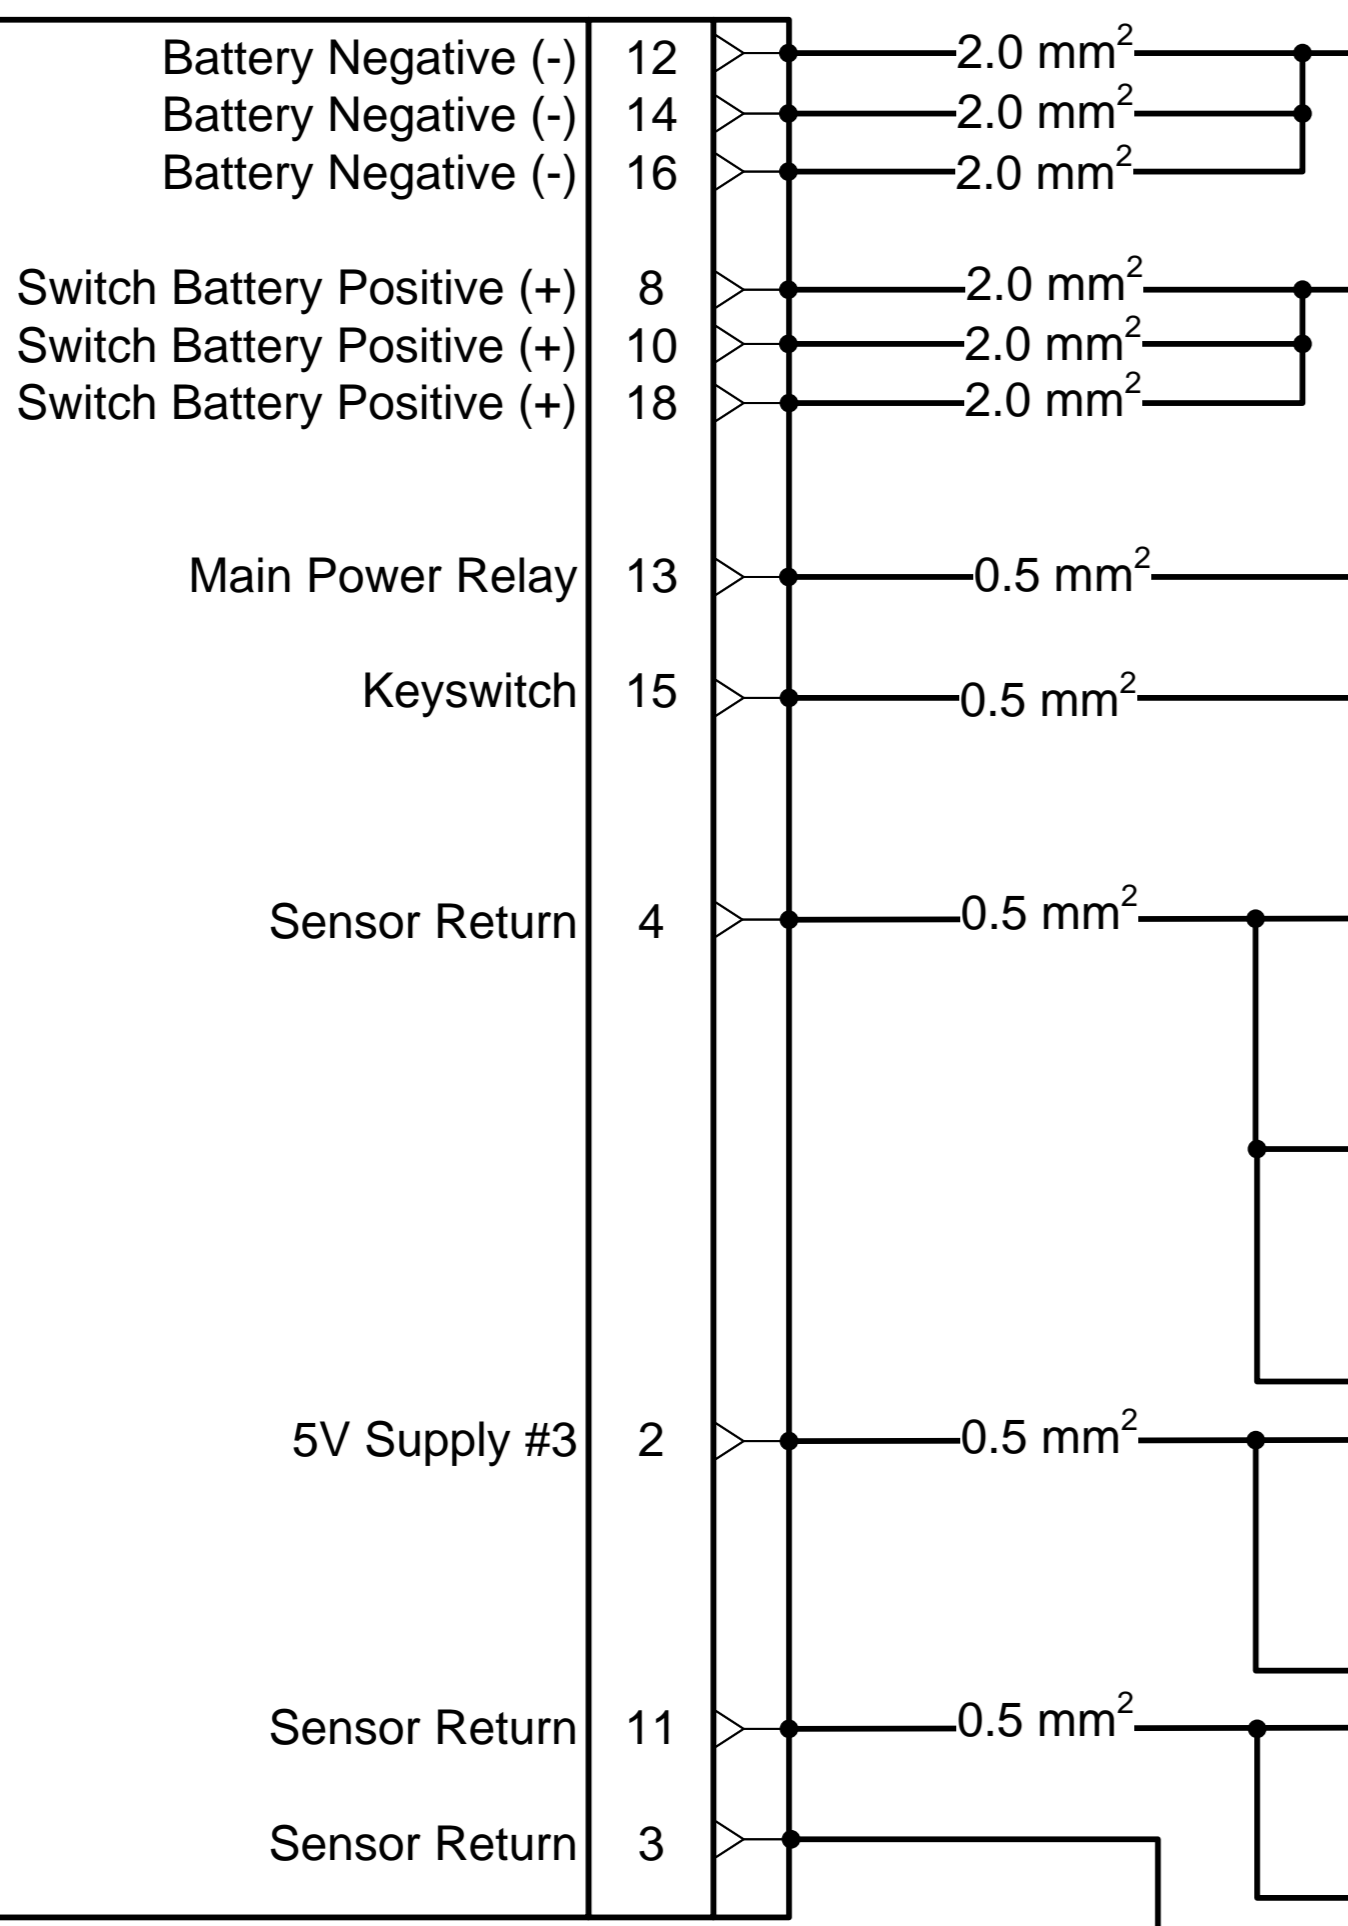 Battery Negative (-) 12 2.0 mm²
Battery Negative (-) 14 2.0 mm²
Battery Negative (-) 16 2.0 mm²
Switch Battery Positive (+) 8 2.0 mm²
Switch Battery Positive (+) 10 2.0 mm²
Switch Battery Positive (+) 18 2.0 mm²
Main Power Relay 13 0.5 mm²
Keyswitch 15 0.5 mm²
Sensor Return 4 0.5 mm²
5V Supply #3 2 0.5 mm²
Sensor Return 11 0.5 mm²
Sensor Return 3